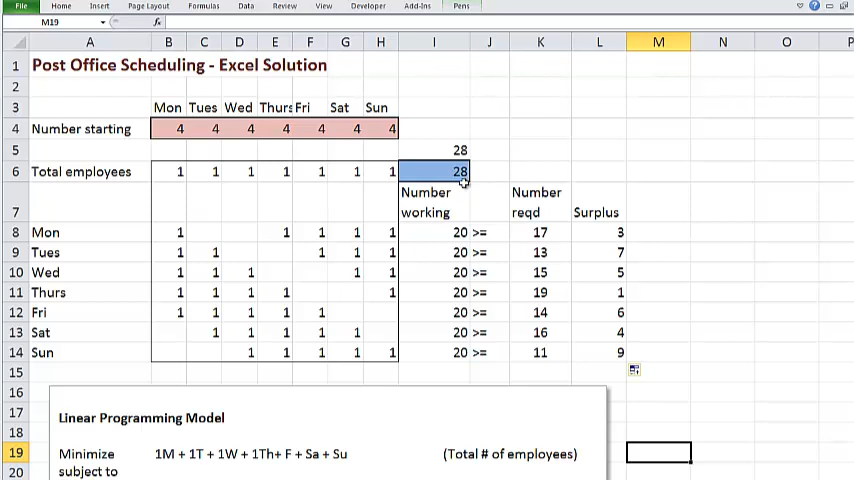 File Home Insert Page Layout Formulas Data Review View Developer Add-Ins Pens
M19 fx
A B C D E F G H I J K L M N O P
1 Post Office Scheduling - Excel Solution
2
3 Mon Tues Wed Thurs Fri Sat Sun
4 Number starting 4 4 4 4 4 4 4
5 28
6 Total employees 1 1 1 1 1 1 1 28
Number Number
7 working reqd Surplus
8 Mon 1 1 1 1 1 20 >= 17 3
9 Tues 1 1 1 1 1 20 >= 13 7
10 Wed 1 1 1 1 1 20 >= 15 5
11 Thurs 1 1 1 1 1 20 >= 19 1
12 Fri 1 1 1 1 1 20 >= 14 6
13 Sat 1 1 1 1 1 20 >= 16 4
14 Sun 1 1 1 1 1 20 >= 11 9
15
16
17 Linear Programming Model
18
19 Minimize 1M + 1T + 1W + 1Th+ F + Sa + Su (Total # of employees)
20 subject to